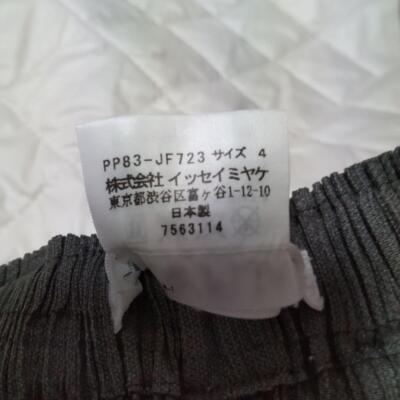 PP83-JF723 サイズ 4
株式会社 イッセイミヤケ
東京都渋谷区富ヶ谷1-12-10
日本製
7563114